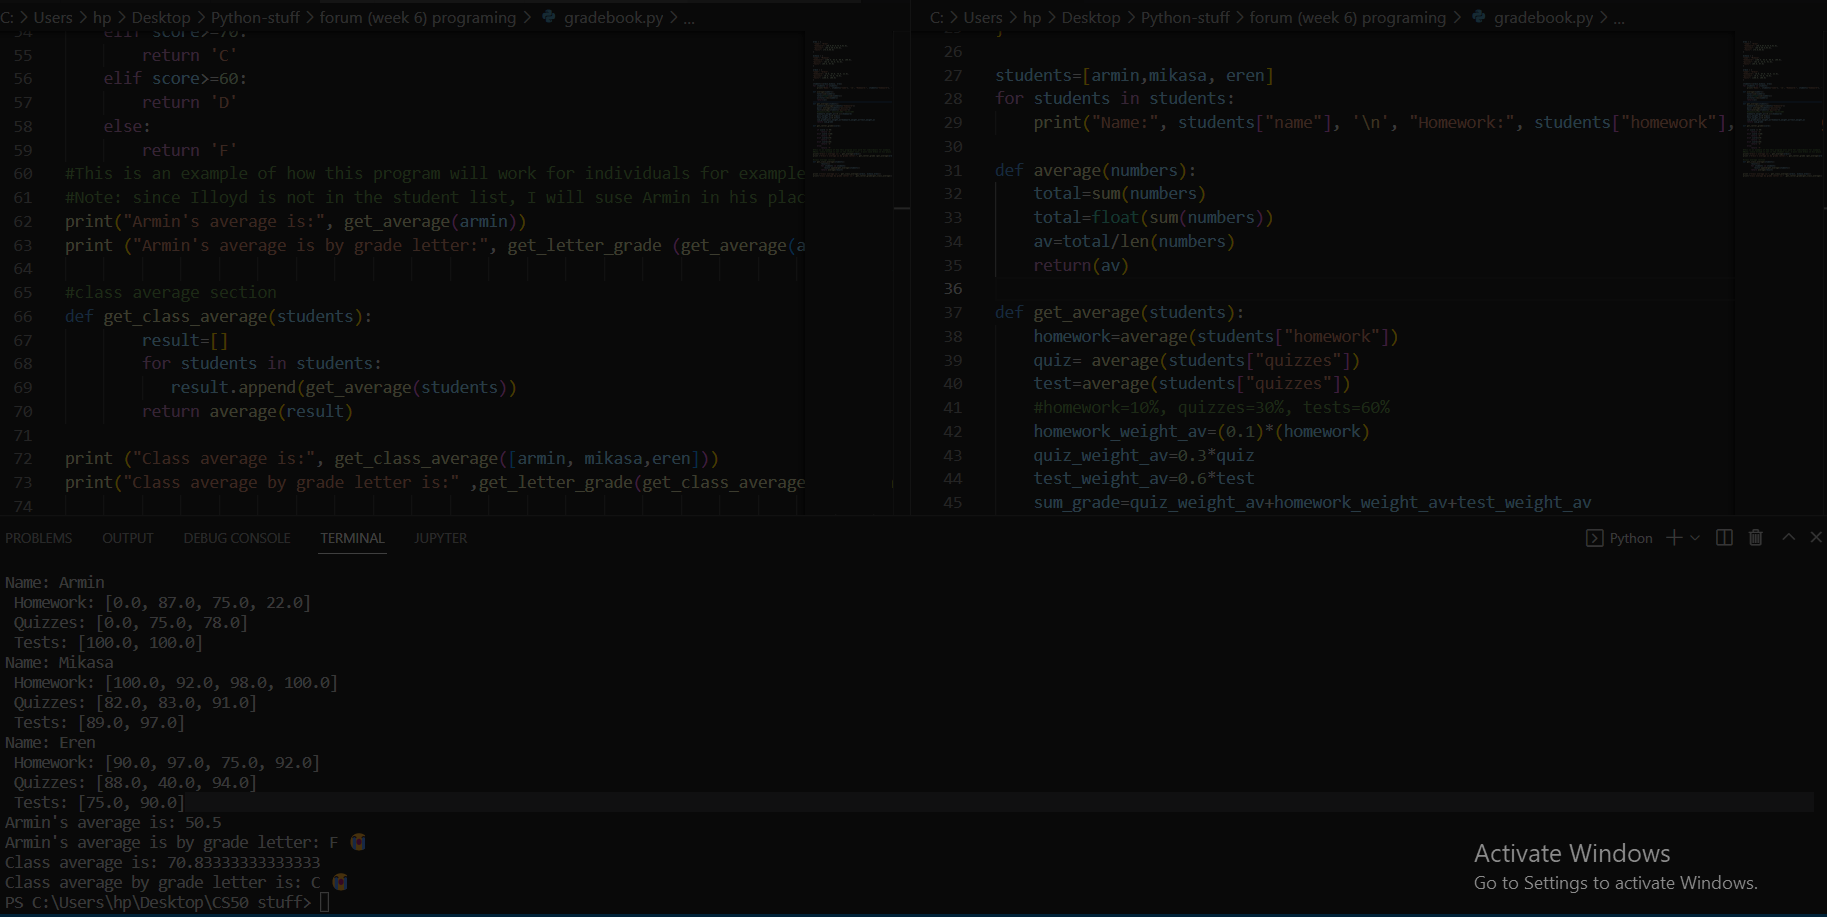 C: > Users > hp > Desktop > Python-stuff > forum (week 6) programing > gradebook.py > ...
elif score>=70:
55 return 'C'
56 elif score>=60:
57 return 'D'
58 else:
59 return 'F'
60 #This is an example of how this program will work for individuals for example
61 #Note: since Illoyd is not in the student list, I will suse Armin in his plac
62 print("Armin's average is:", get_average(armin))
63 print ("Armin's average is by grade letter:", get_letter_grade (get_average(a
64
65 #class average section
66 def get_class_average(students):
67 result=[]
68 for students in students:
69 result.append(get_average(students))
70 return average(result)
71
72 print ("Class average is:", get_class_average([armin, mikasa,eren]))
73 print("Class average by grade letter is:" ,get_letter_grade(get_class_average
74
C: > Users > hp > Desktop > Python-stuff > forum (week 6) programing > gradebook.py > ...
26
27 students=[armin,mikasa, eren]
28 for students in students:
29 print("Name:", students["name"], '\n', "Homework:", students["homework"],
30
31 def average(numbers):
32 total=sum(numbers)
33 total=float(sum(numbers))
34 av=total/len(numbers)
35 return(av)
36
37 def get_average(students):
38 homework=average(students["homework"])
39 quiz= average(students["quizzes"])
40 test=average(students["quizzes"])
41 #homework=10%, quizzes=30%, tests=60%
42 homework_weight_av=(0.1)*(homework)
43 quiz_weight_av=0.3*quiz
44 test_weight_av=0.6*test
45 sum_grade=quiz_weight_av+homework_weight_av+test_weight_av
PROBLEMS OUTPUT DEBUG CONSOLE TERMINAL JUPYTER Python
Name: Armin
Homework: [0.0, 87.0, 75.0, 22.0]
Quizzes: [0.0, 75.0, 78.0]
Tests: [100.0, 100.0]
Name: Mikasa
Homework: [100.0, 92.0, 98.0, 100.0]
Quizzes: [82.0, 83.0, 91.0]
Tests: [89.0, 97.0]
Name: Eren
Homework: [90.0, 97.0, 75.0, 92.0]
Quizzes: [88.0, 40.0, 94.0]
Tests: [75.0, 90.0]
Armin's average is: 50.5
Armin's average is by grade letter: F 😭
Class average is: 70.83333333333333
Class average by grade letter is: C 😭
PS C:\Users\hp\Desktop\CS50 stuff>
Activate Windows
Go to Settings to activate Windows.